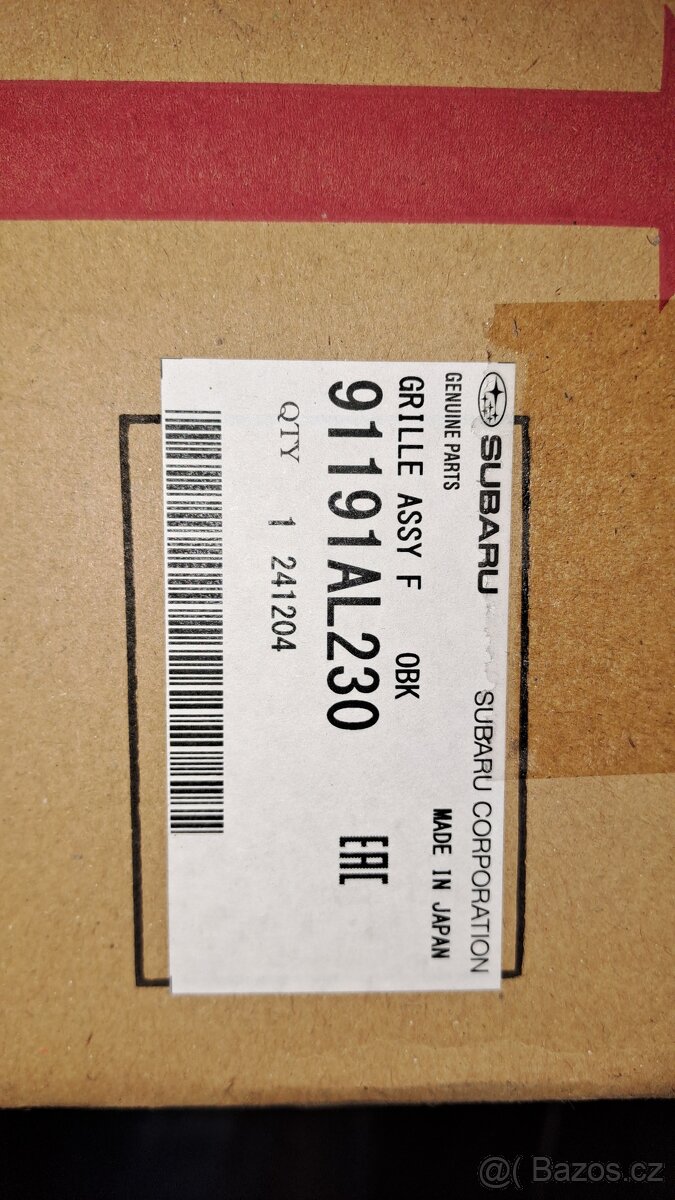 SUBARU SUBARU CORPORATION
GENUINE PARTS MADE IN JAPAN
GRILLE ASSY F OBK
91191AL230 EAC
QTY 1 241204
@( Bazos.cz